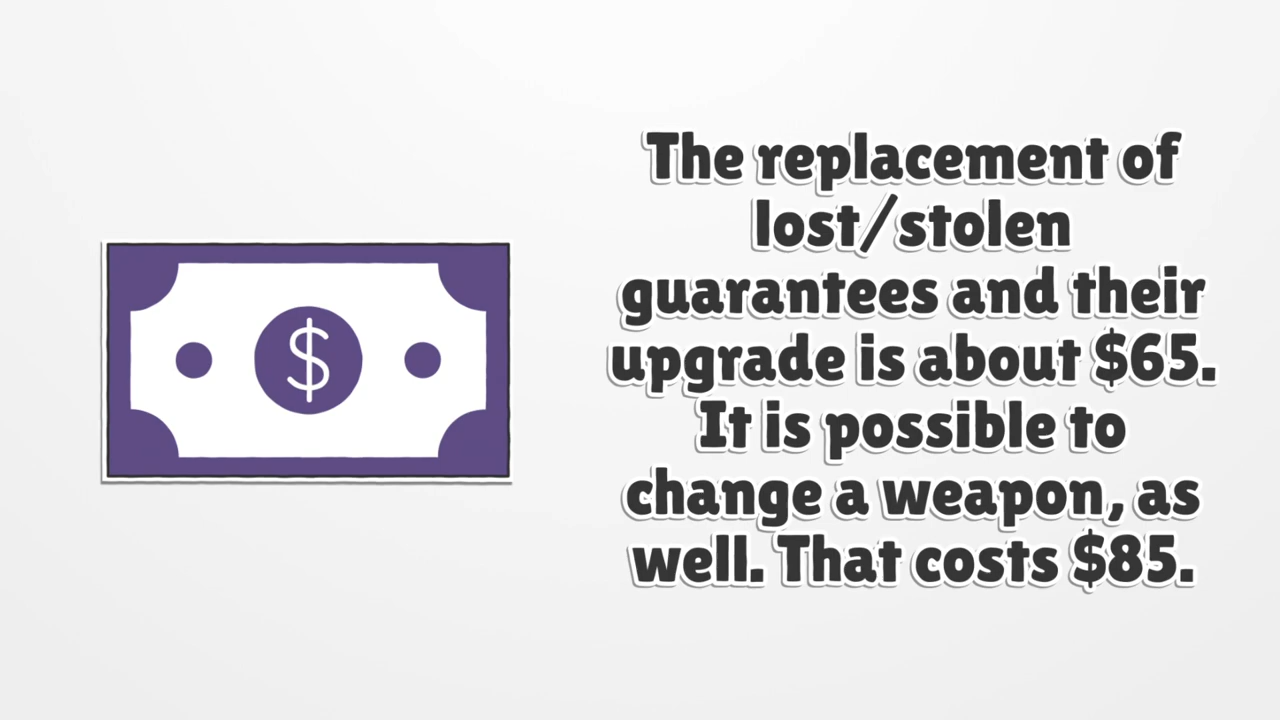 $
The replacement of
lost/stolen
guarantees and their
upgrade is about $65.
It is possible to
change a weapon, as
well. That costs $85.